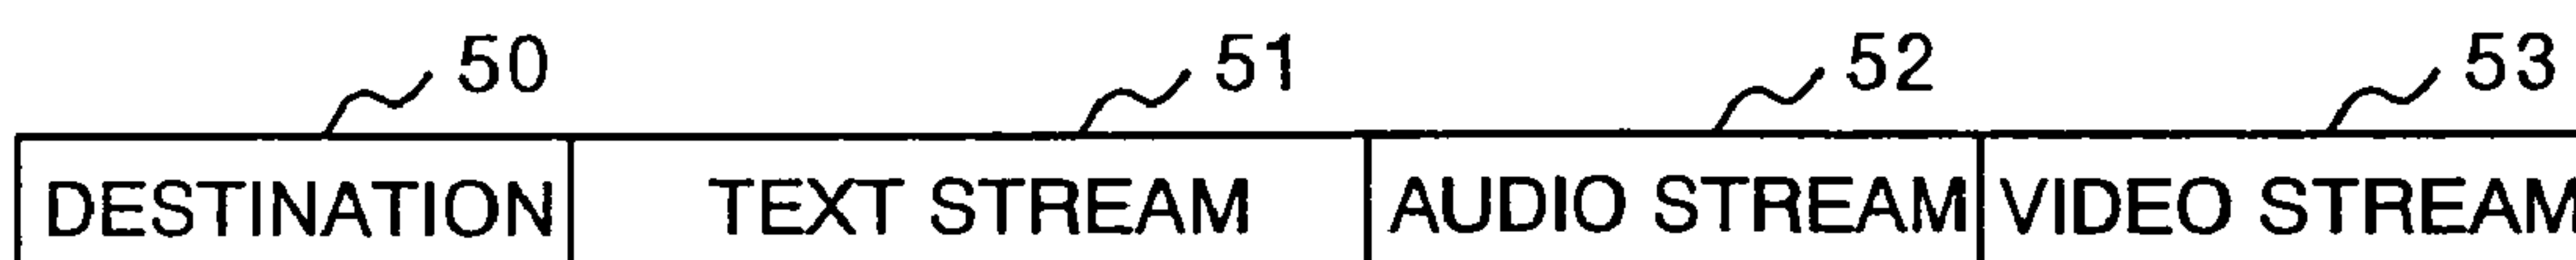 50 51 52 53
DESTINATION TEXT STREAM AUDIO STREAM VIDEO STREAM